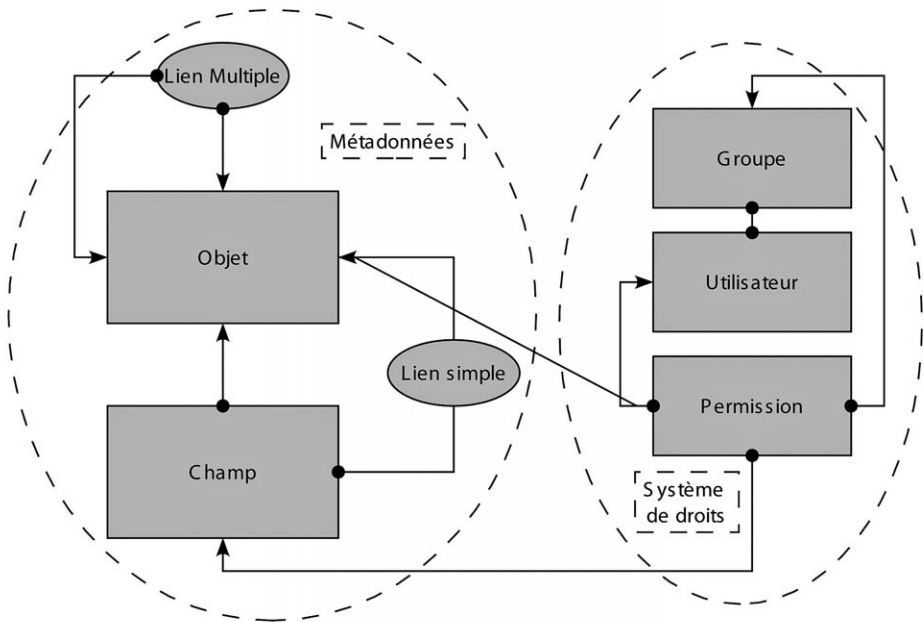 Lien Multiple
Métadonnées
Objet
Lien simple
Champ
Groupe
Utilisateur
Permission
Système
de droits